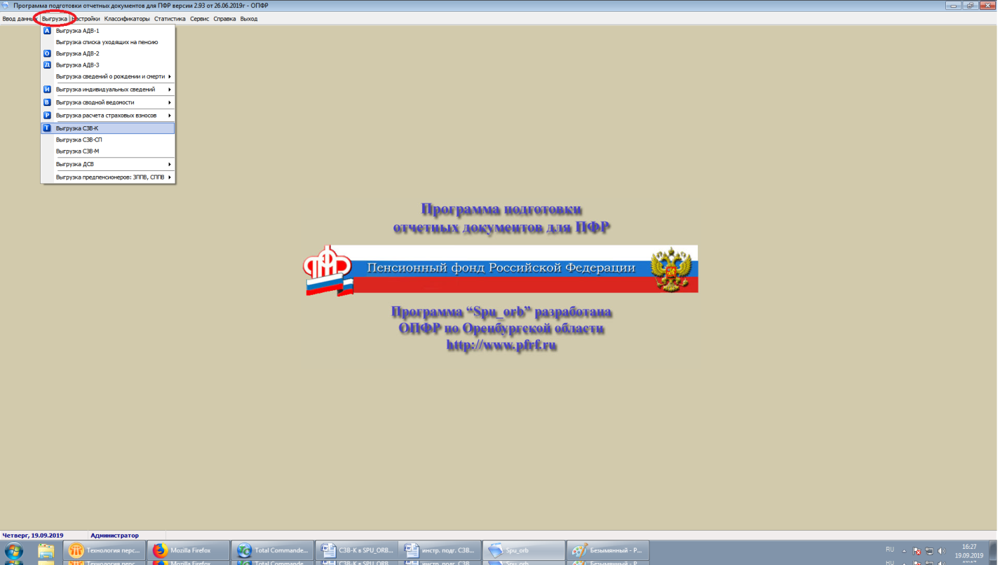 Программа подготовки отчетных документов для ПФР версии 2.93 от 26.06.2019г - ОПФР
Ввод данных Выгрузка Настройки Классификаторы Статистика Сервис Справка Выход
А Выгрузка АДВ-1
Выгрузка списка уходящих на пенсию
О Выгрузка АДВ-2
Д Выгрузка АДВ-3
Выгрузка сведений о рождении и смерти
И Выгрузка индивидуальных сведений
В Выгрузка сводной ведомости
Р Выгрузка расчета страховых взносов
Т Выгрузка СЗВ-К
Выгрузка СЗВ-СП
Выгрузка СЗВ-М
Выгрузка ДСВ
Выгрузка предпенсионеров: ЗППВ, СППВ
Программа подготовки
отчетных документов для ПФР
Пенсионный фонд Российской Федерации
Программа “Spu_orb” разработана
ОПФР по Оренбургской области
http://www.pfrf.ru
Четверг, 19.09.2019 Администратор
Технология перс... Mozilla Firefox Total Commande... СЗВ-К в SPU_ORB... инстр. подг. СЗВ... Spu_orb Безымянный - P... RU 16:27
19.09.2019